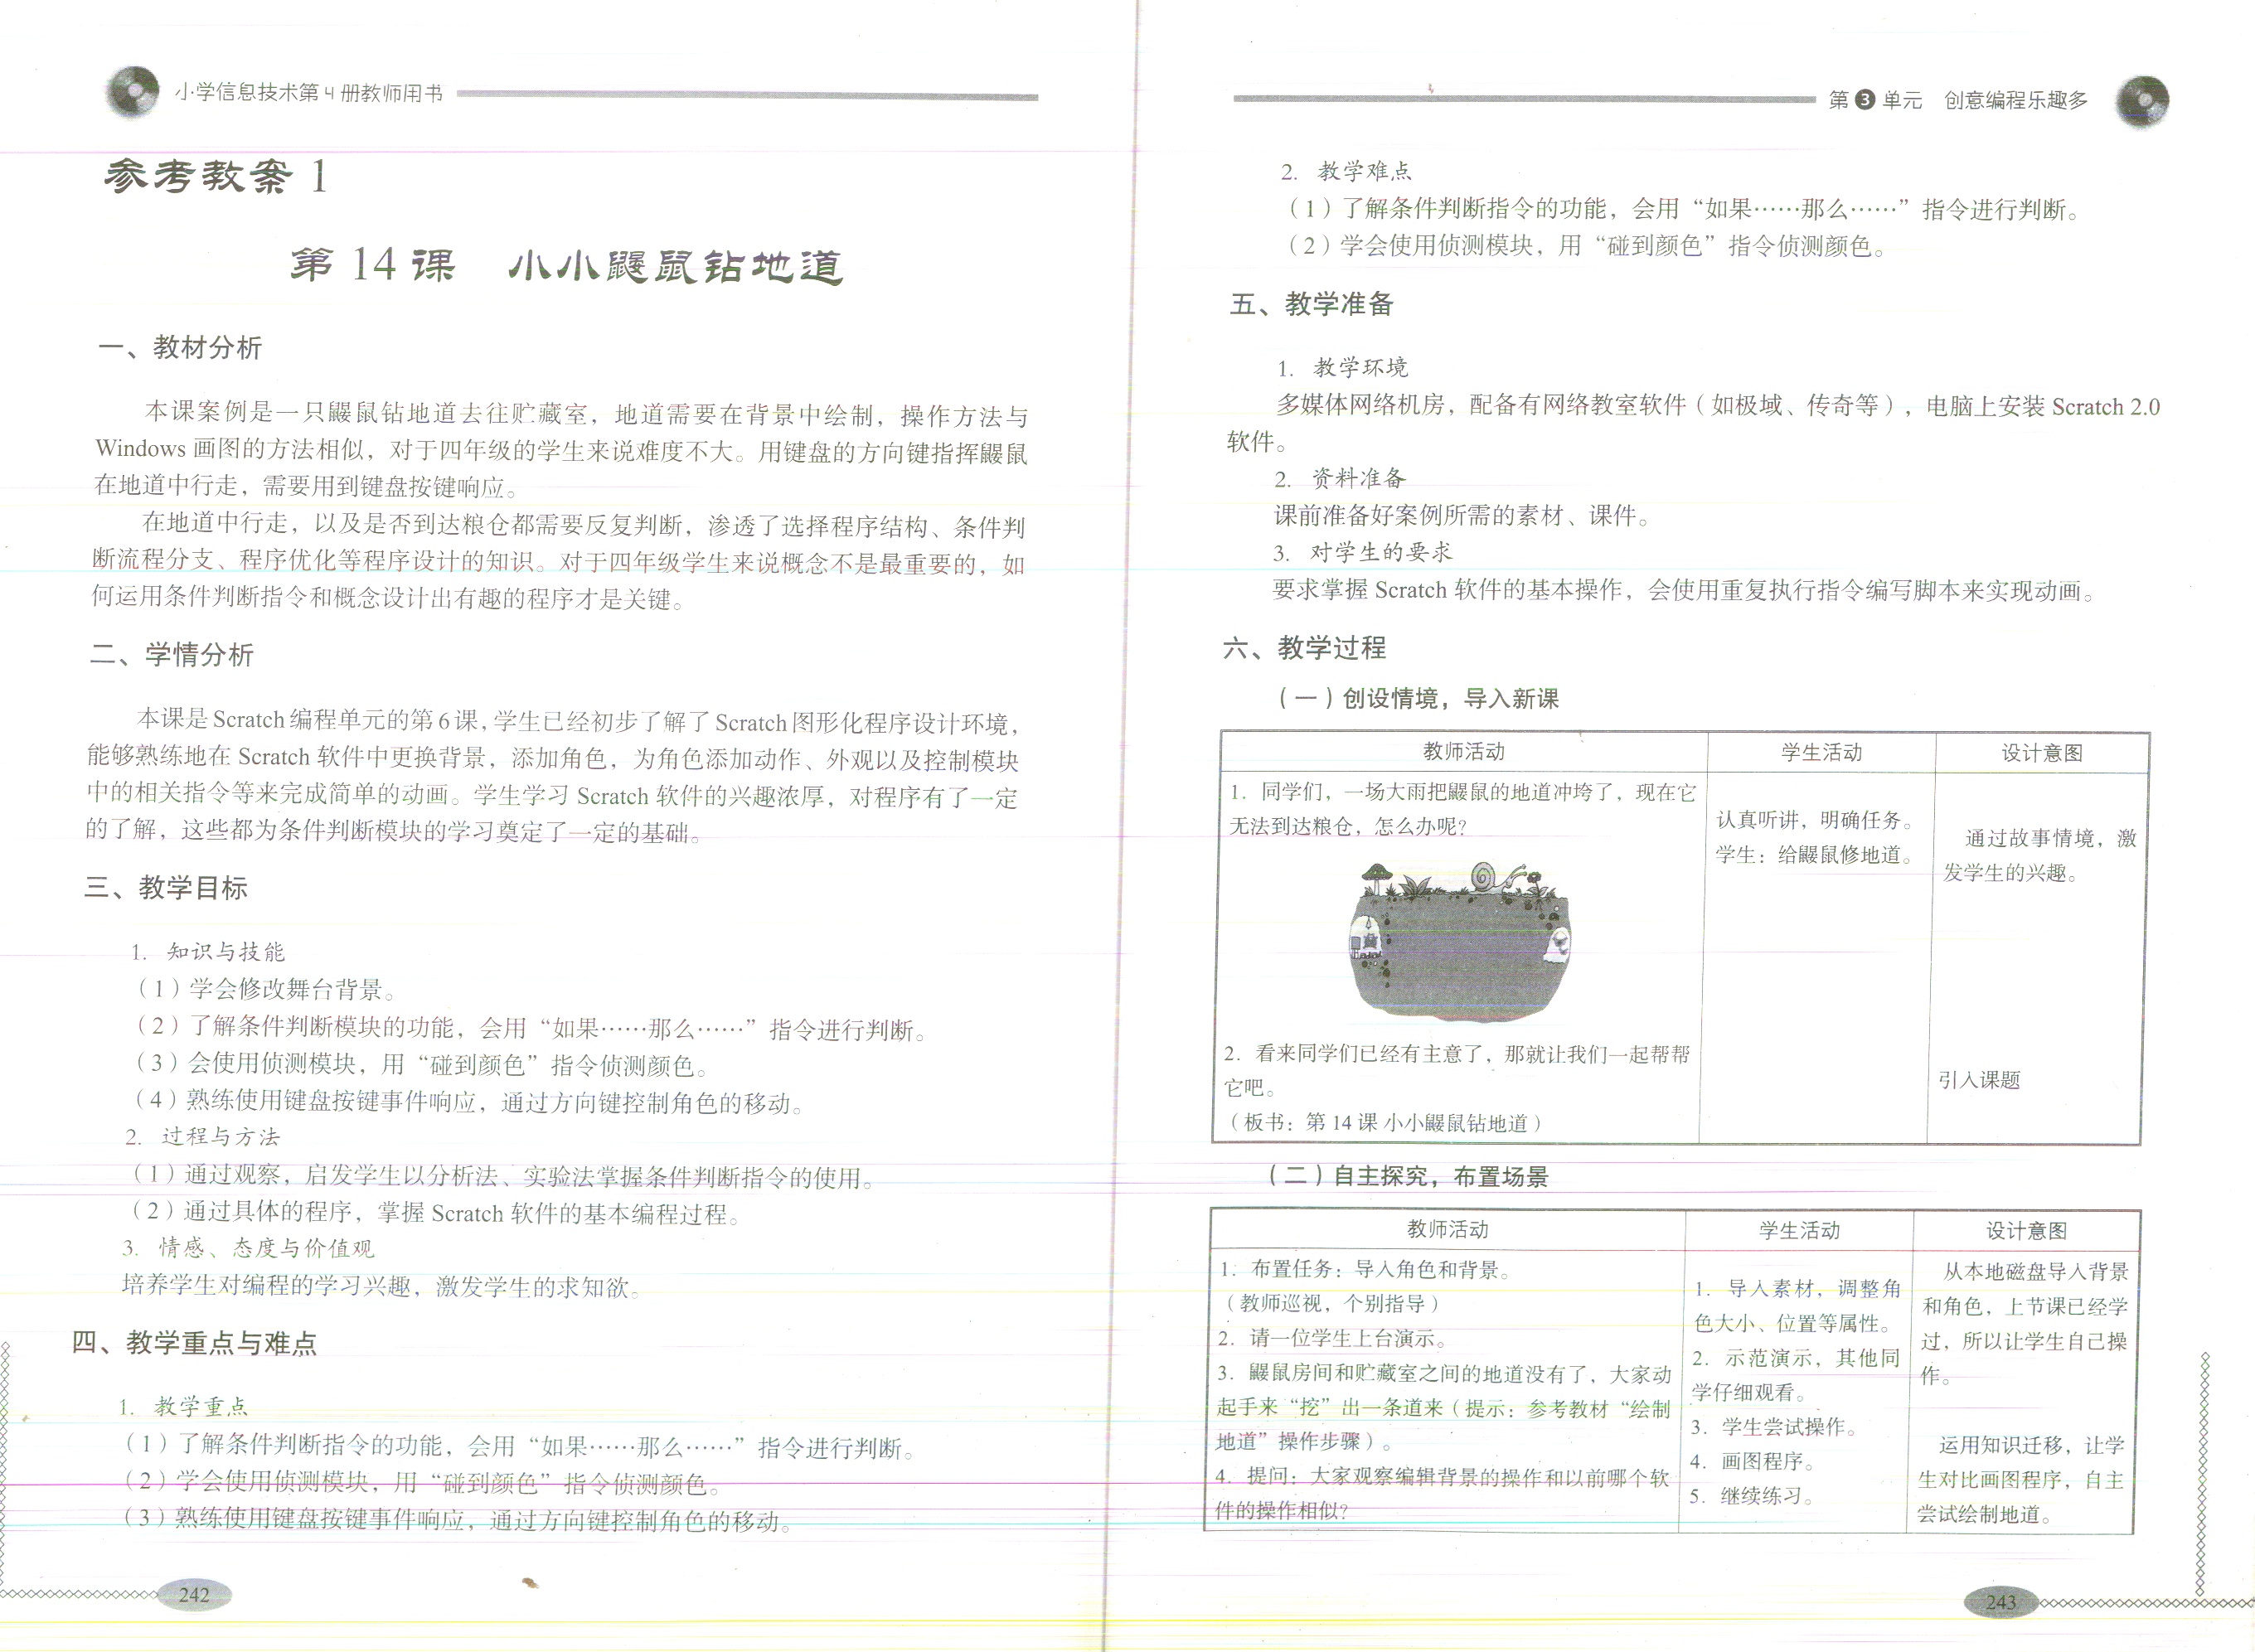 小学信息技术第4册教师用书
参考教案 1
第 14 课　小小鼹鼠钻地道
一、教材分析
本课案例是一只鼹鼠钻地道去往贮藏室，地道需要在背景中绘制，操作方法与
Windows 画图的方法相似，对于四年级的学生来说难度不大。用键盘的方向键指挥鼹鼠
在地道中行走，需要用到键盘按键响应。
在地道中行走，以及是否到达粮仓都需要反复判断，渗透了选择程序结构、条件判
断流程分支、程序优化等程序设计的知识。对于四年级学生来说概念不是最重要的，如
何运用条件判断指令和概念设计出有趣的程序才是关键。
二、学情分析
本课是 Scratch 编程单元的第 6 课，学生已经初步了解了 Scratch 图形化程序设计环境，
能够熟练地在 Scratch 软件中更换背景，添加角色，为角色添加动作、外观以及控制模块
中的相关指令等来完成简单的动画。学生学习 Scratch 软件的兴趣浓厚，对程序有了一定
的了解，这些都为条件判断模块的学习奠定了一定的基础。
三、教学目标
1. 知识与技能
（1）学会修改舞台背景。
（2）了解条件判断模块的功能，会用“如果……那么……”指令进行判断。
（3）会使用侦测模块，用“碰到颜色”指令侦测颜色。
（4）熟练使用键盘按键事件响应，通过方向键控制角色的移动。
2. 过程与方法
（1）通过观察，启发学生以分析法、实验法掌握条件判断指令的使用。
（2）通过具体的程序，掌握 Scratch 软件的基本编程过程。
3. 情感、态度与价值观
培养学生对编程的学习兴趣，激发学生的求知欲。
四、教学重点与难点
1. 教学重点
（1）了解条件判断指令的功能，会用“如果……那么……”指令进行判断。
（2）学会使用侦测模块，用“碰到颜色”指令侦测颜色。
（3）熟练使用键盘按键事件响应，通过方向键控制角色的移动。
242
第 3 单元　创意编程乐趣多
2. 教学难点
（1）了解条件判断指令的功能，会用“如果……那么……”指令进行判断。
（2）学会使用侦测模块，用“碰到颜色”指令侦测颜色。
五、教学准备
1. 教学环境
多媒体网络机房，配备有网络教室软件（如极域、传奇等），电脑上安装 Scratch 2.0
软件。
2. 资料准备
课前准备好案例所需的素材、课件。
3. 对学生的要求
要求掌握 Scratch 软件的基本操作，会使用重复执行指令编写脚本来实现动画。
六、教学过程
（一）创设情境，导入新课
教师活动
学生活动
设计意图
1. 同学们，一场大雨把鼹鼠的地道冲垮了，现在它
无法到达粮仓，怎么办呢？
2. 看来同学们已经有主意了，那就让我们一起帮帮
它吧。
（板书：第 14 课 小小鼹鼠钻地道）
认真听讲，明确任务。
学生：给鼹鼠修地道。
通过故事情境，激
发学生的兴趣。
引入课题
（二）自主探究，布置场景
教师活动
学生活动
设计意图
1. 布置任务：导入角色和背景。
（教师巡视，个别指导）
2. 请一位学生上台演示。
3. 鼹鼠房间和贮藏室之间的地道没有了，大家动
起手来“挖”出一条道来（提示：参考教材“绘制
地道”操作步骤）。
4. 提问：大家观察编辑背景的操作和以前哪个软
件的操作相似？
1. 导入素材，调整角
色大小、位置等属性。
2. 示范演示，其他同
学仔细观看。
3. 学生尝试操作。
4. 画图程序。
5. 继续练习。
从本地磁盘导入背景
和角色，上节课已经学
过，所以让学生自己操
作。
运用知识迁移，让学
生对比画图程序，自主
尝试绘制地道。
243